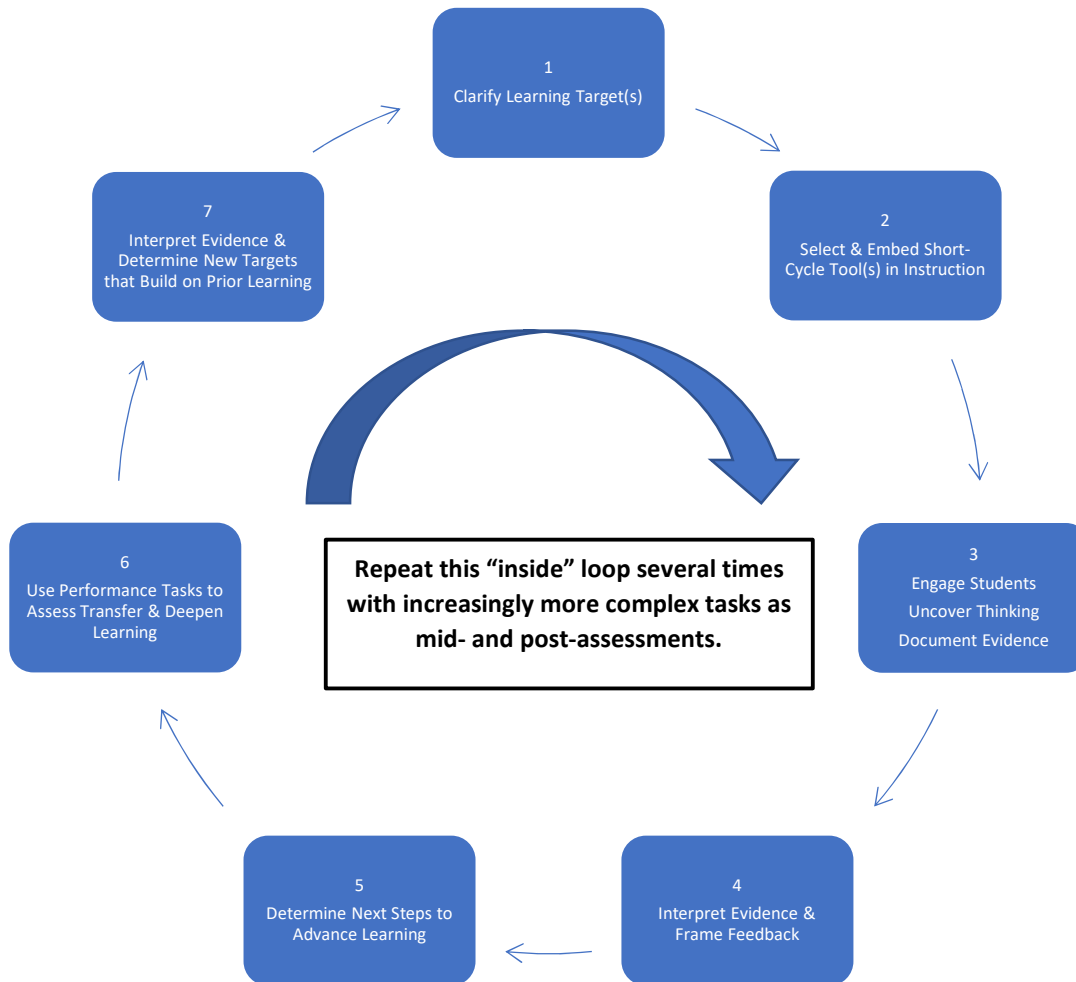 1
Clarify Learning Target(s)
2
Select & Embed Short-
Cycle Tool(s) in Instruction
3
Engage Students
Uncover Thinking
Document Evidence
4
Interpret Evidence &
Frame Feedback
5
Determine Next Steps to
Advance Learning
6
Use Performance Tasks to
Assess Transfer & Deepen
Learning
7
Interpret Evidence &
Determine New Targets
that Build on Prior Learning
Repeat this “inside” loop several times
with increasingly more complex tasks as
mid- and post-assessments.